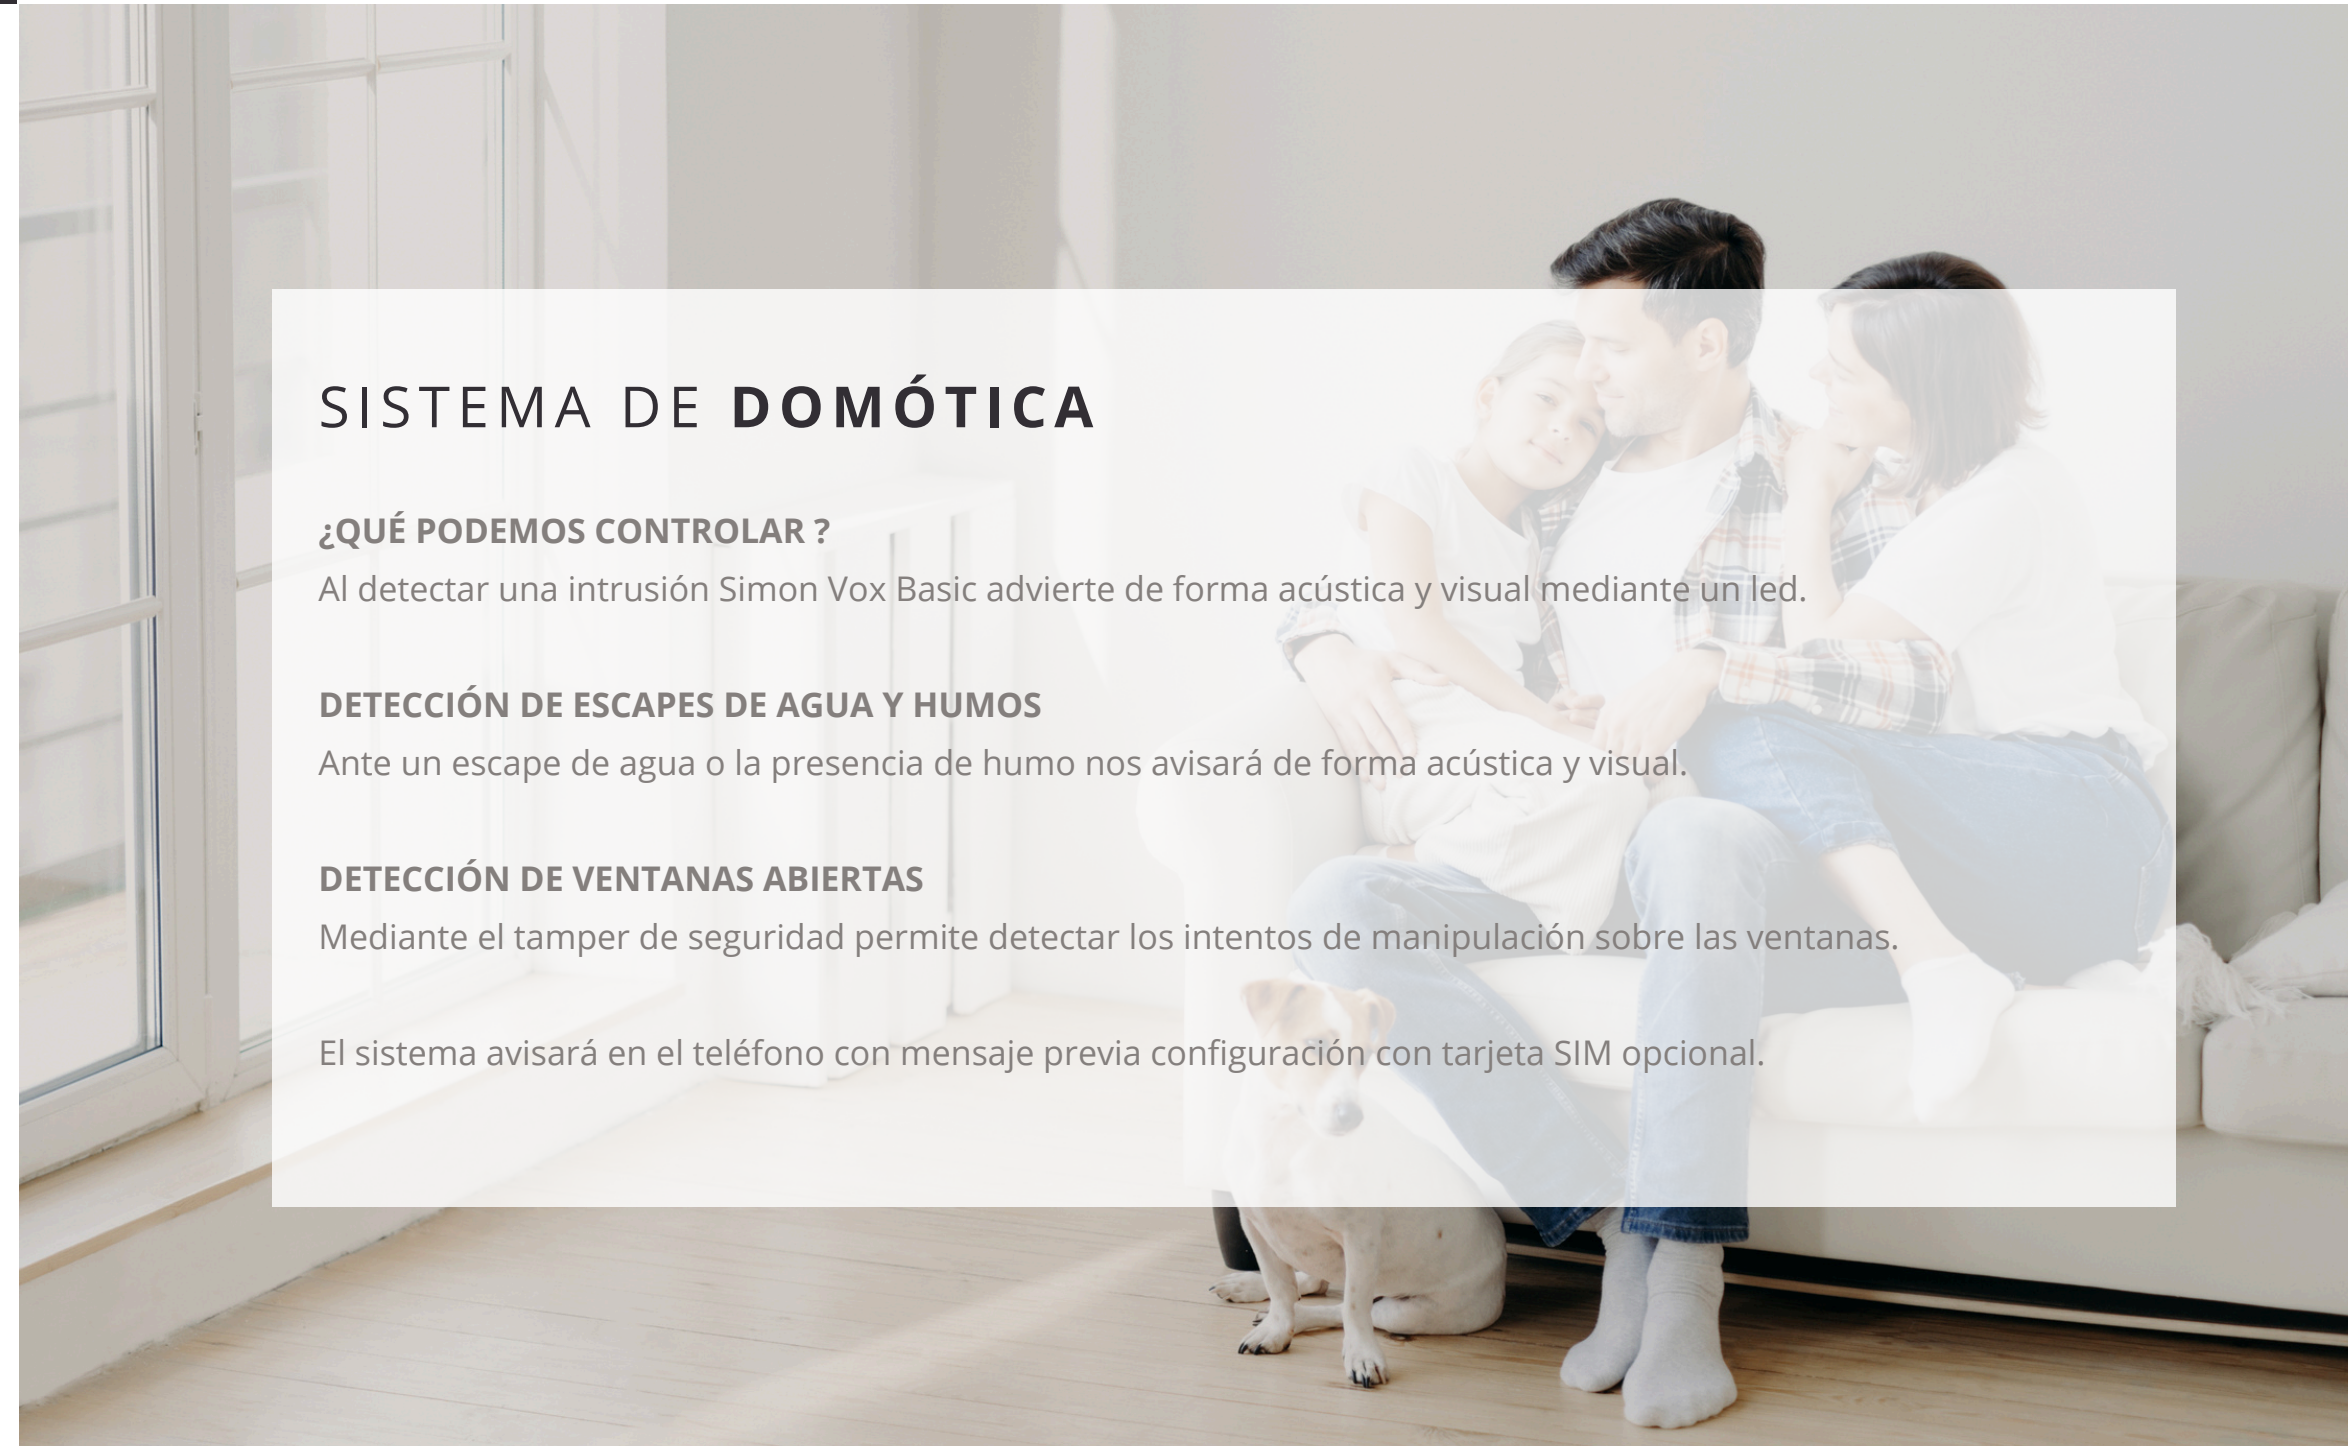 SISTEMA DE DOMÓTICA
¿QUÉ PODEMOS CONTROLAR ?
Al detectar una intrusión Simon Vox Basic advierte de forma acústica y visual mediante un led.
DETECCIÓN DE ESCAPES DE AGUA Y HUMOS
Ante un escape de agua o la presencia de humo nos avisará de forma acústica y visual.
DETECCIÓN DE VENTANAS ABIERTAS
Mediante el tamper de seguridad permite detectar los intentos de manipulación sobre las ventanas.
El sistema avisará en el teléfono con mensaje previa configuración con tarjeta SIM opcional.